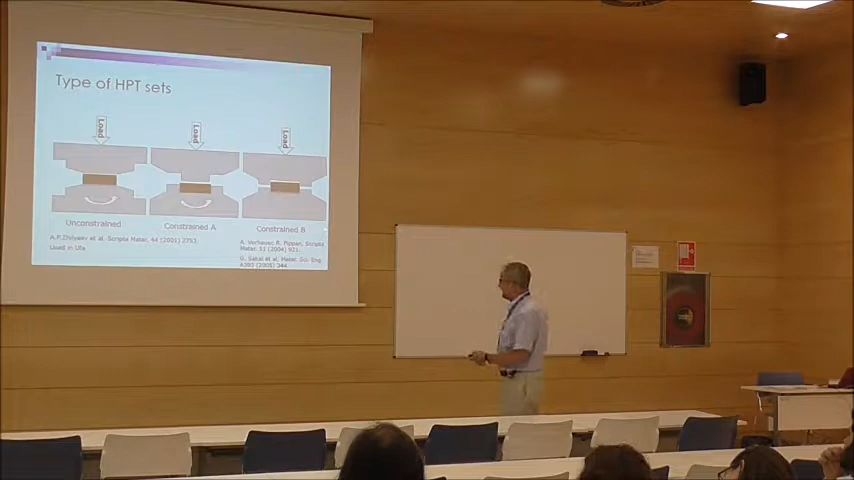 Type of HPT sets
Load
Load
Load
Unconstrained
Constrained A
Constrained B
A.P.Zhilyaev et al. Scripta Mater. 44 (2001) 2753
Used in Ufa
A. Vorhauer, R. Pippan, Scripta
Mater. 51 (2004) 921.
G. Sakai et al, Mater. Sci. Eng.
A393 (2005) 344